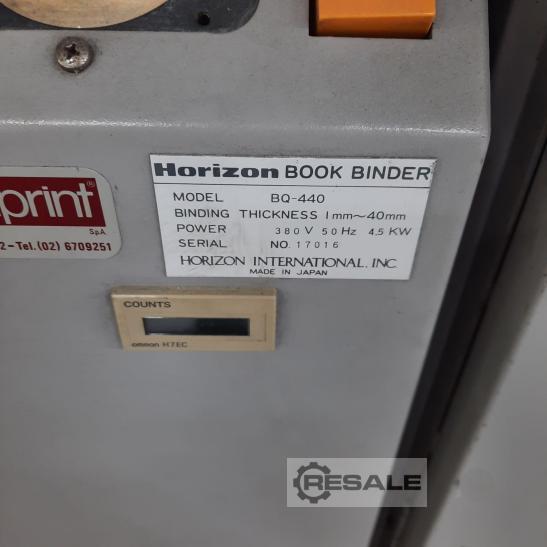 print®
S.p.A.
2-Tel.(02) 6709251
Horizon BOOK BINDER
MODEL BQ-440
BINDING THICKNESS 1mm~40mm
POWER 380V 50Hz 4.5KW
SERIAL NO. 17016
HORIZON INTERNATIONAL, INC.
MADE IN JAPAN
COUNTS
omron H7EC
RESALE